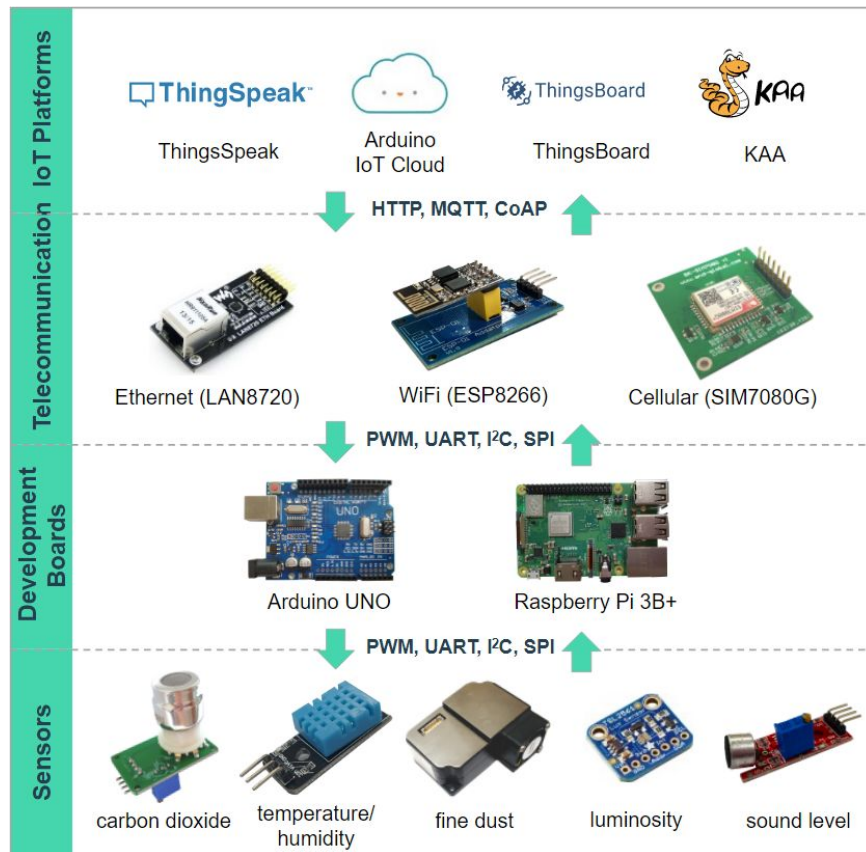 IoT Platforms
ThingSpeak™
ThingsBoard
KAA
ThingsSpeak
Arduino
IoT Cloud
ThingsBoard
KAA
HTTP, MQTT, CoAP
Telecommunication
Ethernet (LAN8720)
WiFi (ESP8266)
Cellular (SIM7080G)
PWM, UART, I²C, SPI
Development
Boards
UNO
Arduino UNO
Raspberry Pi 3B+
PWM, UART, I²C, SPI
Sensors
carbon dioxide
temperature/
humidity
fine dust
luminosity
sound level